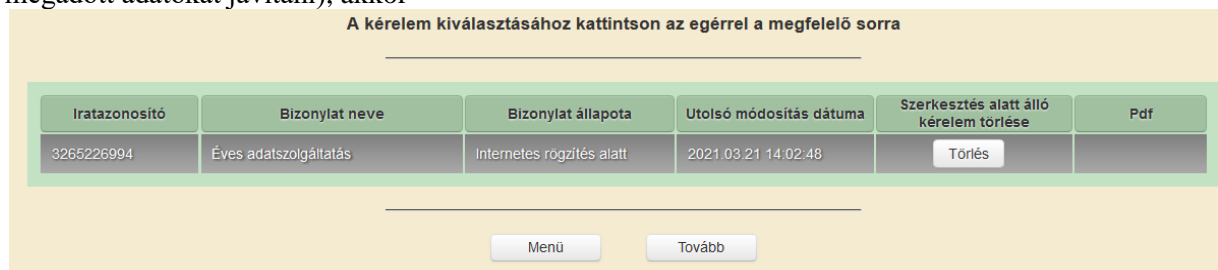 megadott adatokat javítani), akkor
A kérelem kiválasztásához kattintson az egérrel a megfelelő sorra
Iratazonosító Bizonylat neve Bizonylat állapota Utolsó módosítás dátuma Szerkesztés alatt álló kérelem törlése Pdf
3265226994 Éves adatszolgáltatás Internetes rögzítés alatt 2021.03.21 14:02:48 Törlés
Menü Tovább